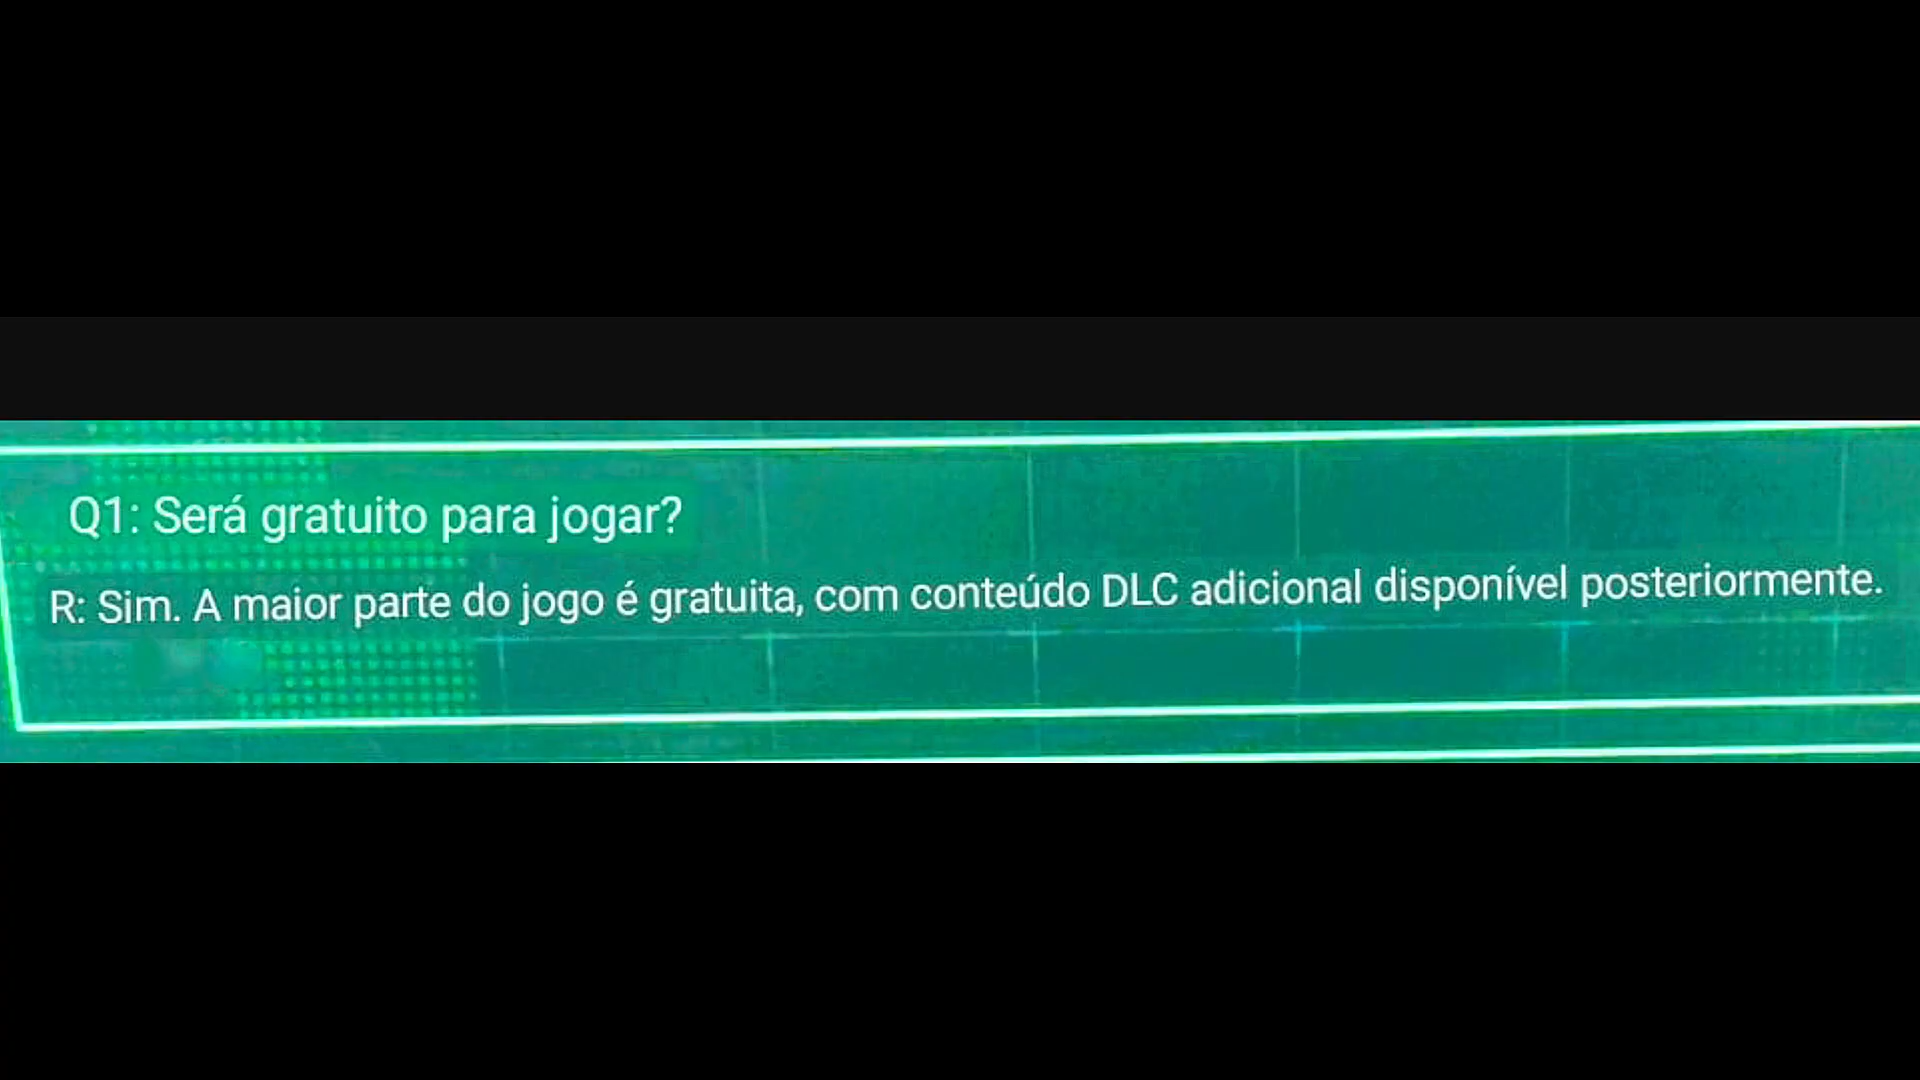 Q1: Será gratuito para jogar?
R: Sim. A maior parte do jogo é gratuita, com conteúdo DLC adicional disponível posteriormente.